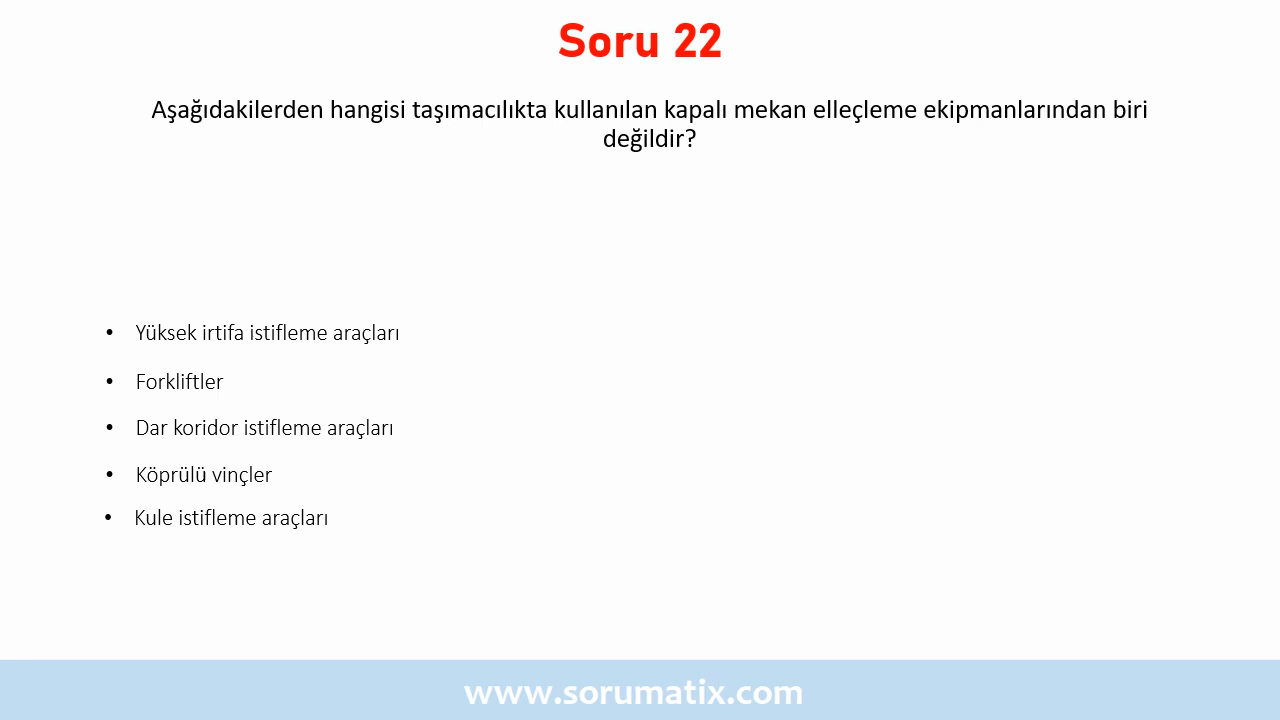 Soru 22
Aşağıdakilerden hangisi taşımacılıkta kullanılan kapalı mekan elleçleme ekipmanlarından biri
değildir?
• Yüksek irtifa istifleme araçları
• Forkliftler
• Dar koridor istifleme araçları
• Köprülü vinçler
• Kule istifleme araçları
www.sorumatix.com